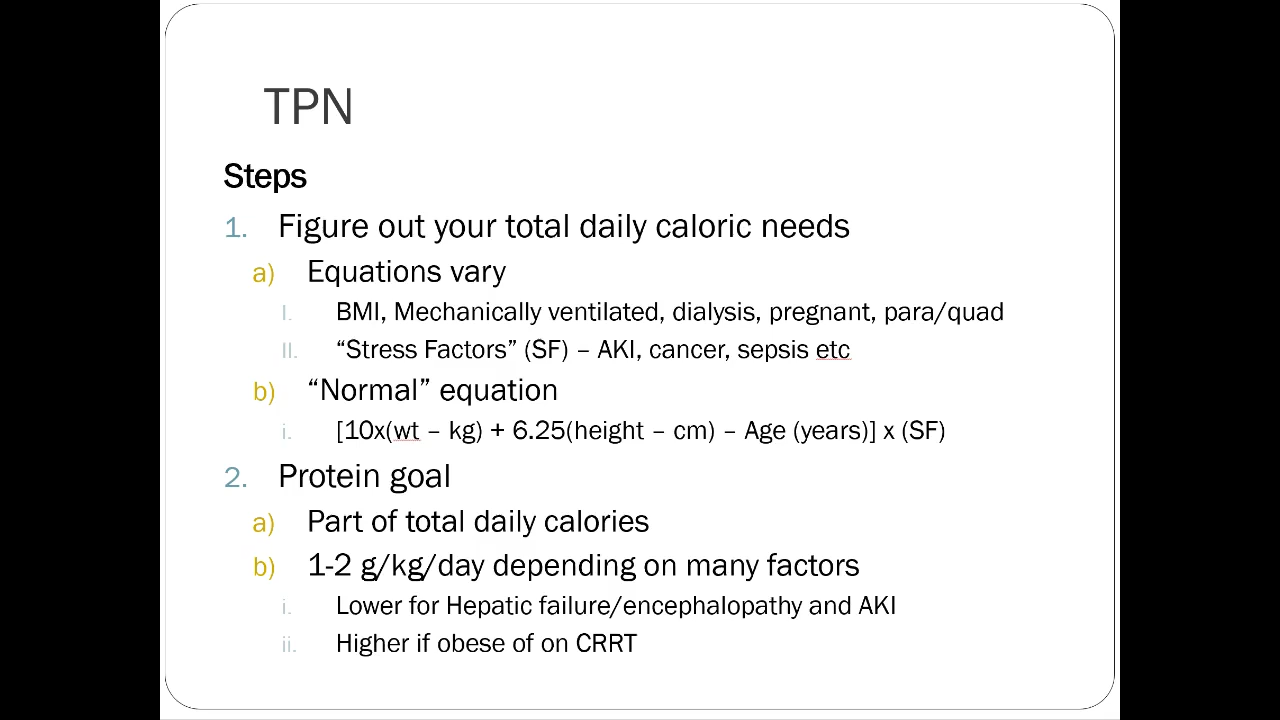 TPN
Steps
1. Figure out your total daily caloric needs
a) Equations vary
I. BMI, Mechanically ventilated, dialysis, pregnant, para/quad
II. “Stress Factors” (SF) – AKI, cancer, sepsis etc
b) “Normal” equation
i. [10x(wt – kg) + 6.25(height – cm) – Age (years)] x (SF)
2. Protein goal
a) Part of total daily calories
b) 1-2 g/kg/day depending on many factors
i. Lower for Hepatic failure/encephalopathy and AKI
ii. Higher if obese of on CRRT